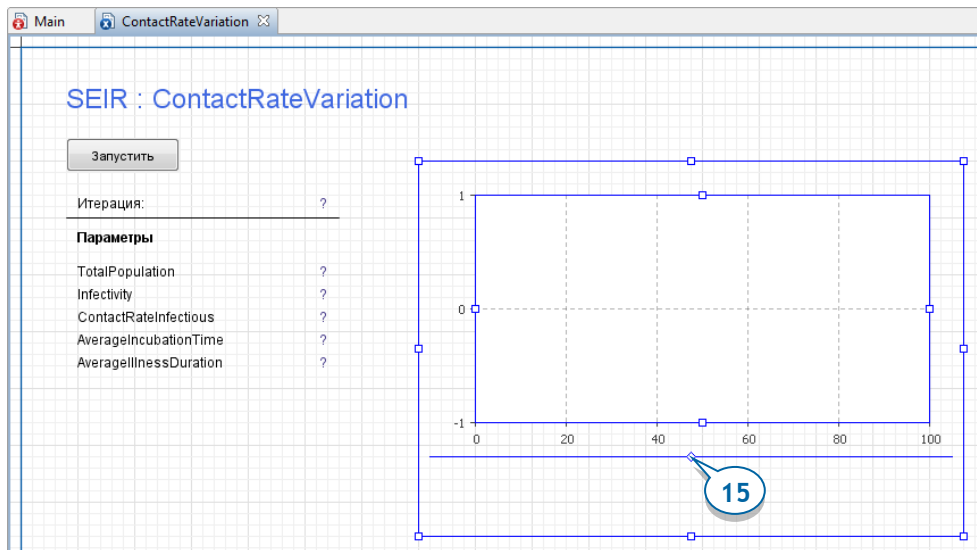 Main
ContactRateVariation
SEIR : ContactRateVariation
Запустить
Итерация: ?
Параметры
TotalPopulation ?
Infectivity ?
ContactRateInfectious ?
AverageIncubationTime ?
AverageIllnessDuration ?
1
0
-1
0 20 40 60 80 100
15